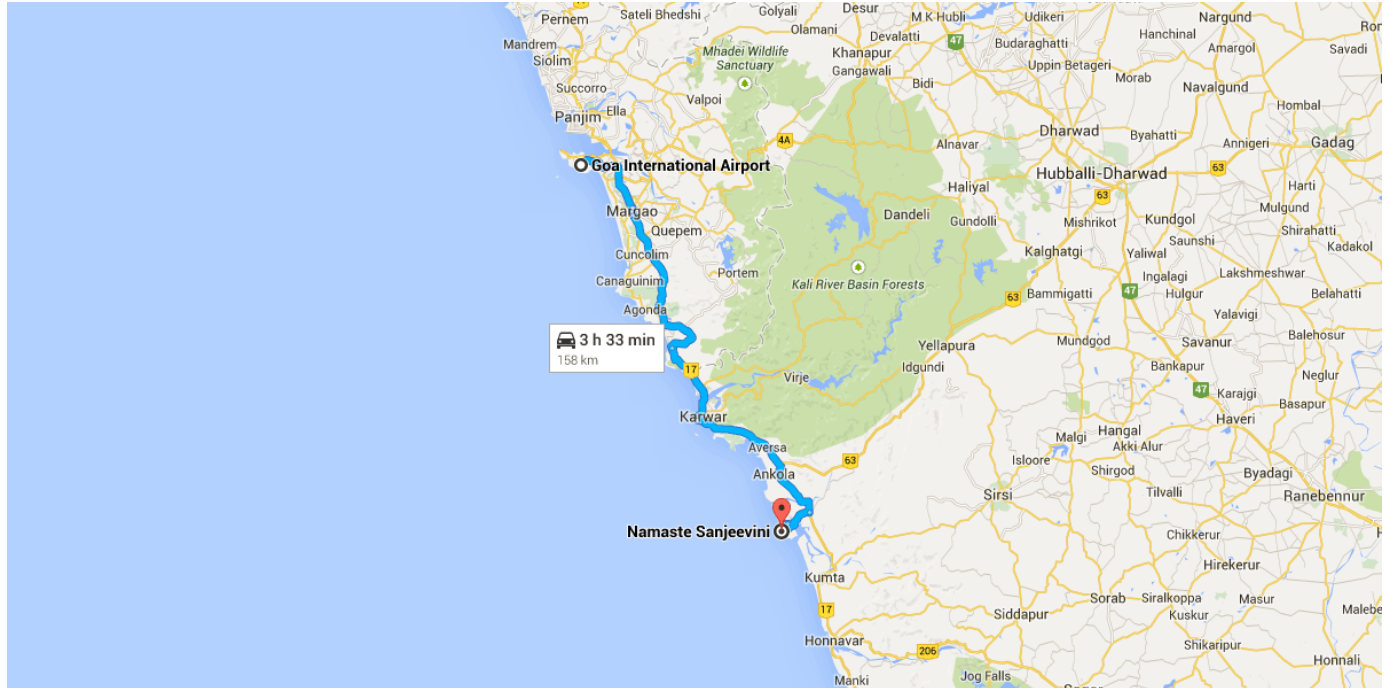 Pernem
Sateli Bhedshi
Golyali
Desur
M K Hubli
Udikeri
Nargund
Olamani
Devalatti
Hanchinal
Mandrem
Siolim
Mhadei Wildlife
Sanctuary
Khanapur
47
Budaraghatti
Amargol
Savadi
Gangawali
Bidi
Uppin Betageri
Morab
Navalgund
Succorro
Ella
Valpoi
Hombal
Panjim
4A
Alnavar
Dharwad
Byahatti
Annigeri
Gadag
Goa International Airport
Hubballi-Dharwad
63
63
Haliyal
Harti
Margao
Dandeli
Gundolli
Mishrikot
Kundgol
Mulgund
Shirahatti
Quepem
Kalghatgi
Yaliwal
Saunshi
Kadakol
Cuncolim
Portem
Kali River Basin Forests
Ingalagi
Lakshmeshwar
Canaguinim
63
Bammigatti
47
Hulgur
Belahatti
Agonda
3 h 33 min
158 km
Yellapura
Mundgod
Savanur
Balehosur
17
Virje
Idgundi
Bankapur
Neglur
47
Karajgi
Karwar
Haveri
Basapur
Aversa
63
Malgi
Hangal
Akki Alur
Ankola
Isloore
Shirgod
Byadagi
Sirsi
Tilvalli
Ranebennur
Namaste Sanjeevini
Chikkerur
Hirekerur
Kumta
Sorab
Siralkoppa
Masur
17
Siddapur
Kuskur
Honnavar
206
Shikaripur
Honnali
Manki
Jog Falls